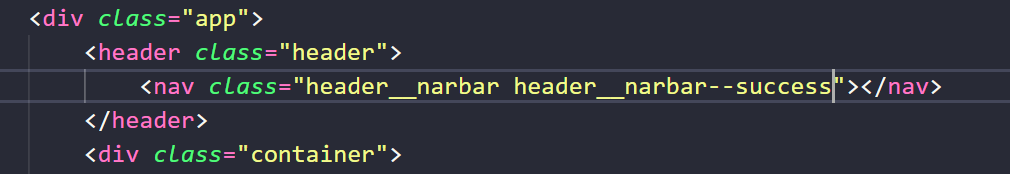 <div class="app">
<header class="header">
<nav class="header__narbar header__narbar--success"></nav>
</header>
<div class="container">